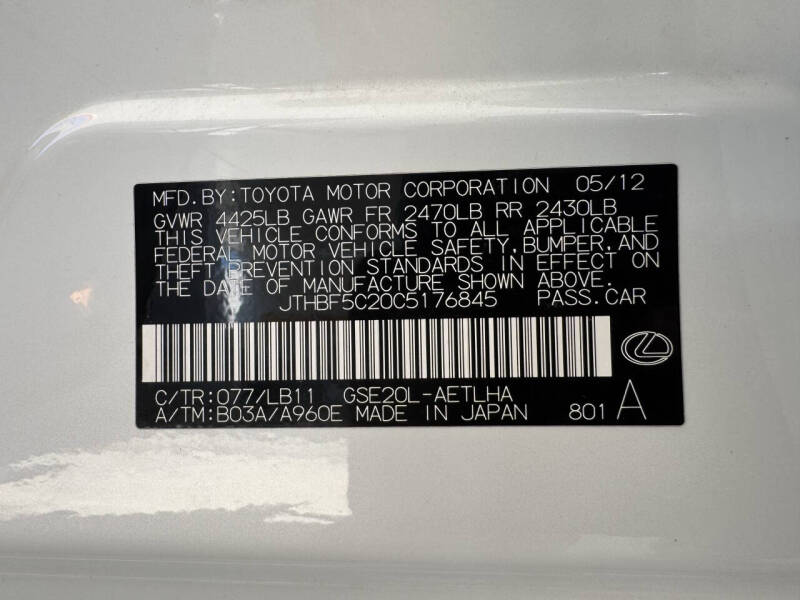 MFD.BY:TOYOTA MOTOR CORPORATION 05/12
GVWR 4425LB GAWR FR 2470LB RR 2430LB
THIS VEHICLE CONFORMS TO ALL APPLICABLE
FEDERAL MOTOR VEHICLE SAFETY,BUMPER,AND
THEFT PREVENTION STANDARDS IN EFFECT ON
THE DATE OF MANUFACTURE SHOWN ABOVE.
JTHBF5C20C5176845 PASS.CAR
C/TR:077/LB11 GSE20L-AETLHA
A/TM:B03A/A960E MADE IN JAPAN 801 A